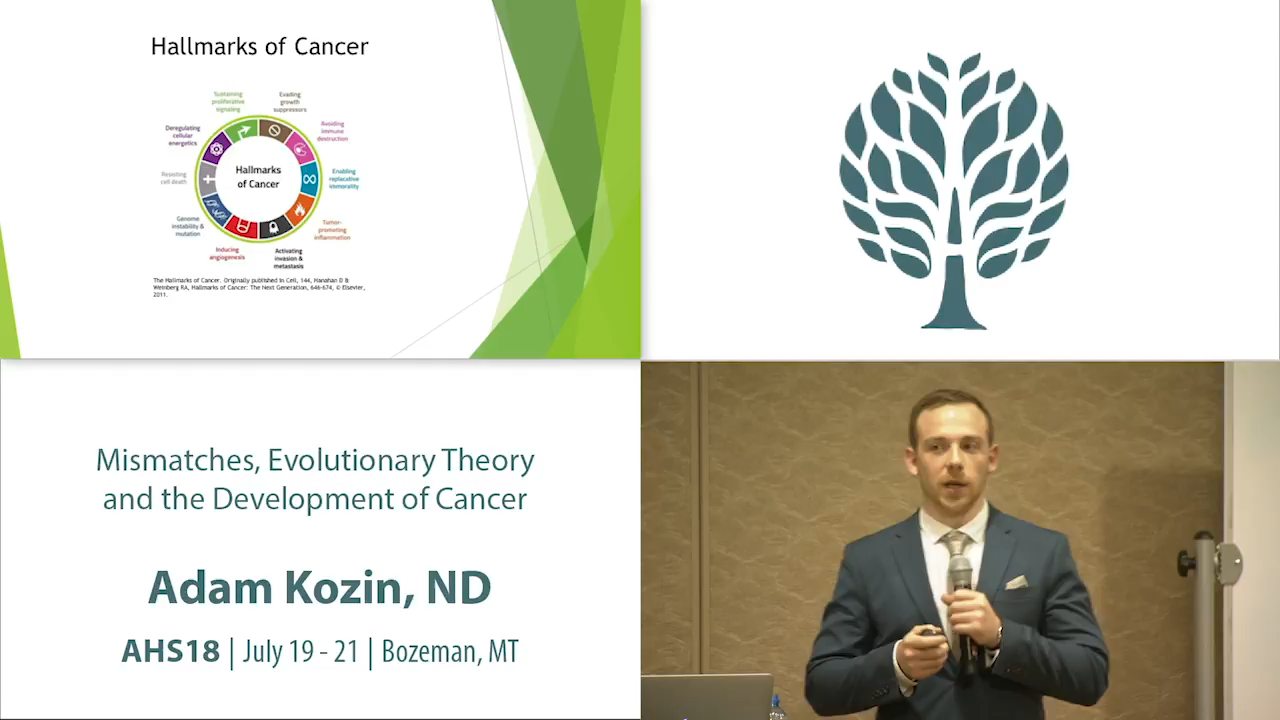 Hallmarks of Cancer
Sustaining
proliferative
signaling
Evading
growth
suppressors
Deregulating
cellular
energetics
Avoiding
immune
destruction
Resisting
cell death
Hallmarks
of Cancer
Enabling
replicative
immorality
Genome
instability &
mutation
Tumor-
promoting
inflammation
Inducing
angiogenesis
Activating
invasion &
metastasis
The Hallmarks of Cancer. Originally published in Cell, 144, Hanahan D &
Weinberg RA, Hallmarks of Cancer: The Next Generation, 646-674, © Elsevier,
2011.
Mismatches, Evolutionary Theory
and the Development of Cancer
Adam Kozin, ND
AHS18 | July 19 - 21 | Bozeman, MT